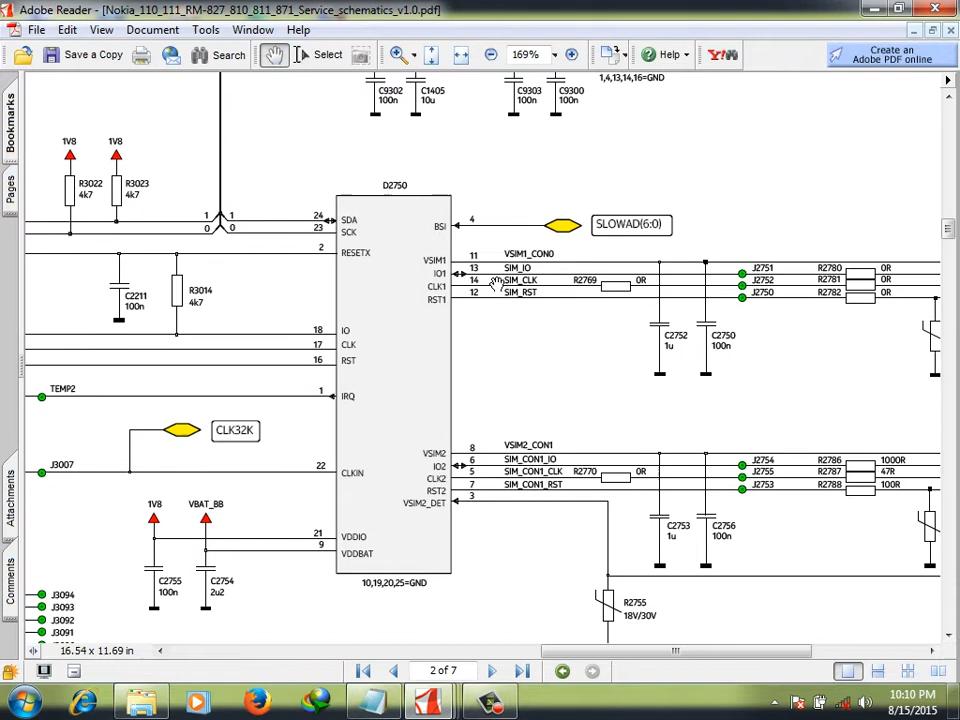 Adobe Reader - [Nokia_110_111_RM-827_810_811_871_Service_schematics_v1.0.pdf]
File Edit View Document Tools Window Help
Save a Copy Search Select 169% Help Y! Create an Adobe PDF online
Bookmarks
Pages
Attachments
Comments
C9302 100n
C1405 10u
C9303 100n
C9300 100n
1,4,13,14,16=GND
1V8 1V8
R3022 4k7
R3023 4k7
D2750
1 1 24 SDA
0 0 23 SCK
2 RESETX
C2211 100n
R3014 4k7
18 IO
17 CLK
16 RST
TEMP2 1 IRQ
CLK32K
J3007 22 CLKIN
1V8 VBAT_BB
21 VDDIO
9 VDDBAT
C2755 100n
C2754 2u2
10,19,20,25=GND
J3094
J3093
J3092
J3091
BSI 4 SLOWAD(6:0)
VSIM1 11 VSIM1_CON0
IO1 13 SIM_IO J2751 R2780 0R
CLK1 14 SIM_CLK R2769 0R J2752 R2781 0R
RST1 12 SIM_RST J2750 R2782 0R
C2752 1u
C2750 100n
VSIM2 8 VSIM2_CON1
IO2 6 SIM_CON1_IO J2754 R2786 1000R
CLK2 5 SIM_CON1_CLK R2770 0R J2755 R2787 47R
RST2 7 SIM_CON1_RST J2753 R2788 100R
VSIM2_DET 3
C2753 1u
C2756 100n
R2755 18V/30V
16.54 x 11.69 in
2 of 7
10:10 PM
8/15/2015